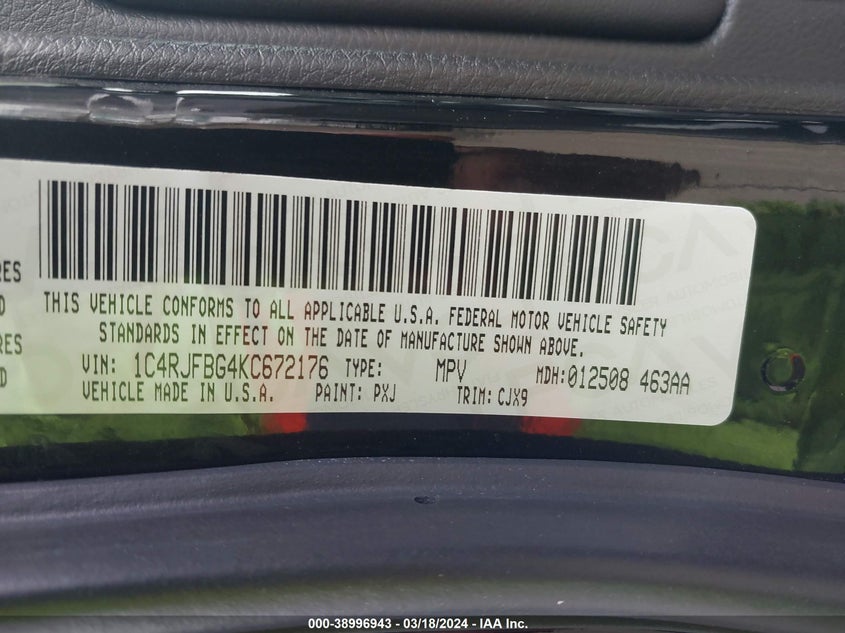 RES
D
RES
D
THIS VEHICLE CONFORMS TO ALL APPLICABLE U.S.A. FEDERAL MOTOR VEHICLE SAFETY
STANDARDS IN EFFECT ON THE DATE OF MANUFACTURE SHOWN ABOVE.
VIN: 1C4RJFBG4KC672176 TYPE: MPV MDH:012508 463AA
VEHICLE MADE IN U.S.A. PAINT: PXJ TRIM: CJX9
000-38996943 - 03/18/2024 - IAA Inc.